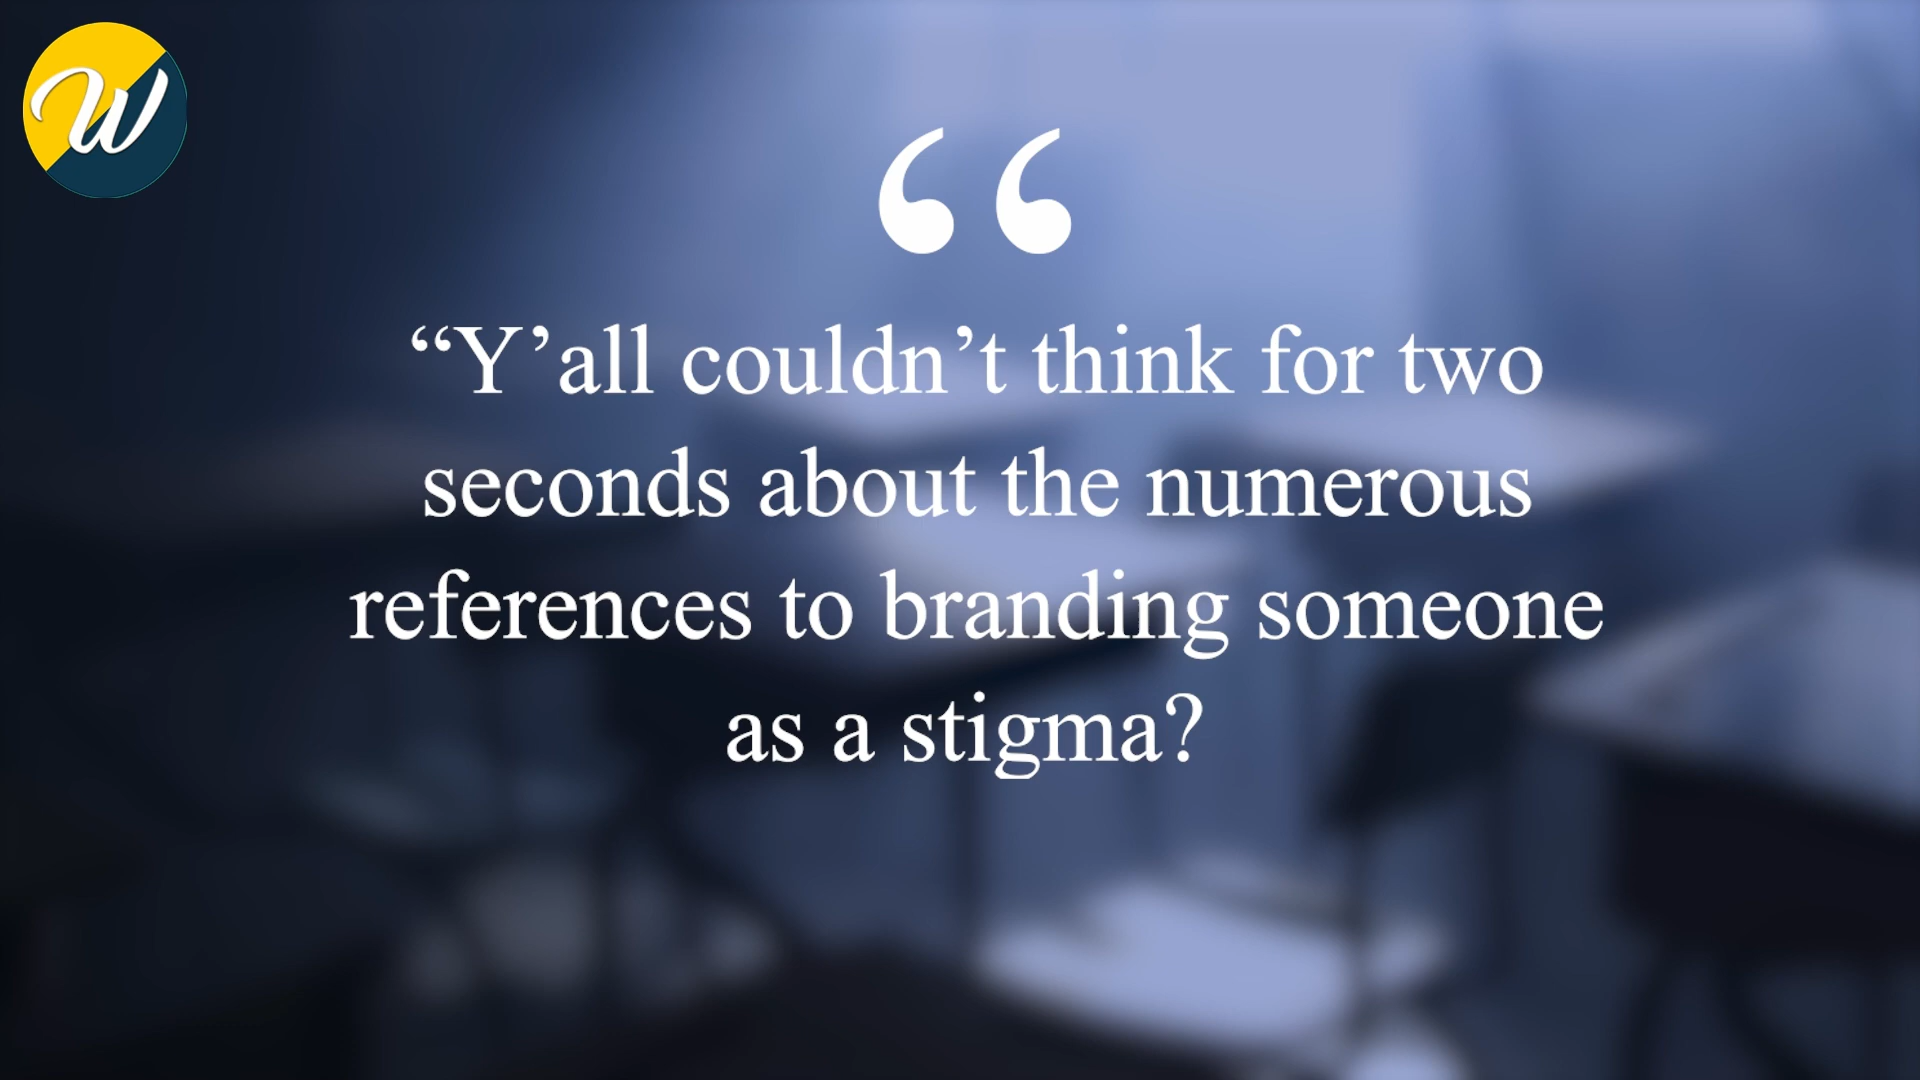 W
“
“Y’all couldn’t think for two
seconds about the numerous
references to branding someone
as a stigma?